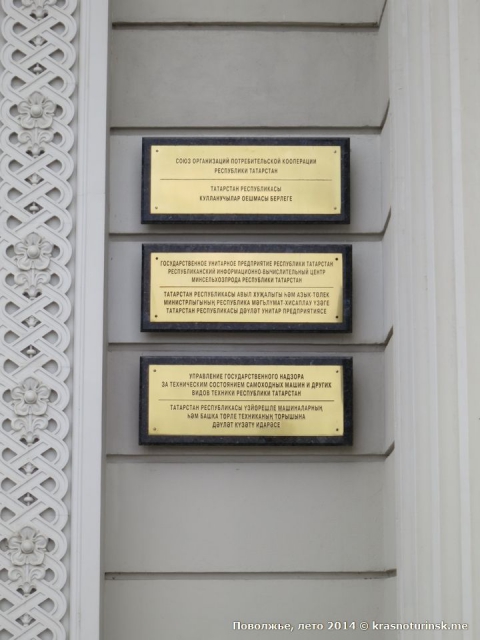 СОЮЗ ОРГАНИЗАЦИЙ ПОТРЕБИТЕЛЬСКОЙ КООПЕРАЦИИ
РЕСПУБЛИКИ ТАТАРСТАН
ТАТАРСТАН РЕСПУБЛИКАСЫ
КУЛЛАНУЧЫЛАР ОЕШМАСЫ БЕРЛЕГЕ
ГОСУДАРСТВЕННОЕ УНИТАРНОЕ ПРЕДПРИЯТИЕ РЕСПУБЛИКИ ТАТАРСТАН
РЕСПУБЛИКАНСКИЙ ИНФОРМАЦИОННО-ВЫЧИСЛИТЕЛЬНЫЙ ЦЕНТР
МИНСЕЛЬХОЗПРОДА РЕСПУБЛИКИ ТАТАРСТАН
ТАТАРСТАН РЕСПУБЛИКАСЫ АВЫЛ ХУҖАЛЫГЫ ҺӘМ АЗЫК-ТӨЛЕК
МИНИСТРЛЫГЫНЫҢ РЕСПУБЛИКА МӘГЪЛҮМАТ-ХИСАПЛАУ ҮЗӘГЕ
ТАТАРСТАН РЕСПУБЛИКАСЫ ДӘҮЛӘТ УНИТАР ПРЕДПРИЯТИЯСЕ
УПРАВЛЕНИЕ ГОСУДАРСТВЕННОГО НАДЗОРА
ЗА ТЕХНИЧЕСКИМ СОСТОЯНИЕМ САМОХОДНЫХ МАШИН И ДРУГИХ
ВИДОВ ТЕХНИКИ РЕСПУБЛИКИ ТАТАРСТАН
ТАТАРСТАН РЕСПУБЛИКАСЫ ҮЗЙӨРЕШЛЕ МАШИНАЛАРНЫҢ
ҺӘМ БАШКА ТӨРЛЕ ТЕХНИКАНЫҢ ТОРЫШЫНА
ДӘҮЛӘТ КҮЗӘТҮ ИДАРӘСЕ
Поволжье, лето 2014 © krasnoturinsk.me